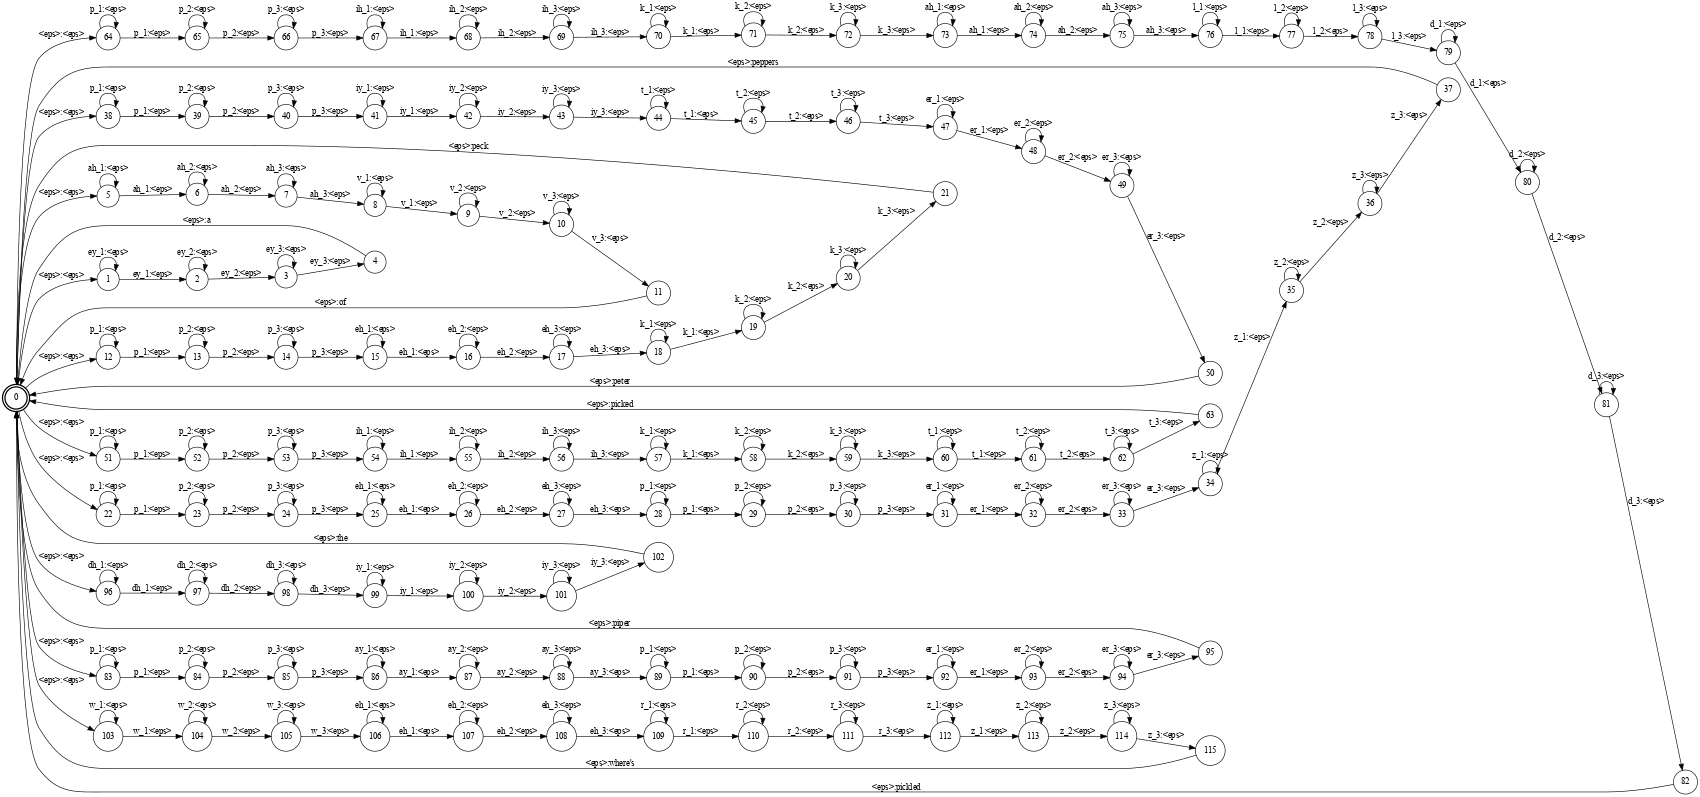 p_1:<eps> p_2:<eps> p_3:<eps> ih_1:<eps> ih_2:<eps> ih_3:<eps> k_1:<eps> k_2:<eps> k_3:<eps> ah_1:<eps> ah_2:<eps> ah_3:<eps> l_1:<eps> l_2:<eps> l_3:<eps> d_1:<eps>
<eps>:<eps> 64 p_1:<eps> 65 p_2:<eps> 66 p_3:<eps> 67 ih_1:<eps> 68 ih_2:<eps> 69 ih_3:<eps> 70 k_1:<eps> 71 k_2:<eps> 72 k_3:<eps> 73 ah_1:<eps> 74 ah_2:<eps> 75 ah_3:<eps> 76 l_1:<eps> 77 l_2:<eps> 78 l_3:<eps> 79
<eps>:peppers 37 d_1:<eps>
p_1:<eps> p_2:<eps> p_3:<eps> iy_1:<eps> iy_2:<eps> iy_3:<eps> t_1:<eps> t_2:<eps> t_3:<eps> er_1:<eps> er_2:<eps> er_3:<eps> z_3:<eps>
<eps>:<eps> 38 p_1:<eps> 39 p_2:<eps> 40 p_3:<eps> 41 iy_1:<eps> 42 iy_2:<eps> 43 iy_3:<eps> 44 t_1:<eps> 45 t_2:<eps> 46 t_3:<eps> 47 er_1:<eps> 48 er_2:<eps> 49
<eps>:peck 21 z_3:<eps> d_2:<eps> 80
ah_1:<eps> ah_2:<eps> ah_3:<eps> v_1:<eps> v_2:<eps> v_3:<eps> k_3:<eps> 36
<eps>:<eps> 5 ah_1:<eps> 6 ah_2:<eps> 7 ah_3:<eps> 8 v_1:<eps> 9 v_2:<eps> 10
<eps>:a 4 v_3:<eps> er_3:<eps> z_2:<eps> d_2:<eps>
ey_1:<eps> ey_2:<eps> ey_3:<eps> k_3:<eps> z_2:<eps>
<eps>:<eps> 1 ey_1:<eps> 2 ey_2:<eps> 3 ey_3:<eps> 20 35
<eps>:of 11 k_2:<eps> k_2:<eps>
p_1:<eps> p_2:<eps> p_3:<eps> eh_1:<eps> eh_2:<eps> eh_3:<eps> k_1:<eps> 19 z_1:<eps>
<eps>:<eps> 12 p_1:<eps> 13 p_2:<eps> 14 p_3:<eps> 15 eh_1:<eps> 16 eh_2:<eps> 17 eh_3:<eps> 18 k_1:<eps>
<eps>:peter 50 d_3:<eps>
0 <eps>:picked 63 81
p_1:<eps> p_2:<eps> p_3:<eps> ih_1:<eps> ih_2:<eps> ih_3:<eps> k_1:<eps> k_2:<eps> k_3:<eps> t_1:<eps> t_2:<eps> t_3:<eps> t_3:<eps>
<eps>:<eps> 51 p_1:<eps> 52 p_2:<eps> 53 p_3:<eps> 54 ih_1:<eps> 55 ih_2:<eps> 56 ih_3:<eps> 57 k_1:<eps> 58 k_2:<eps> 59 k_3:<eps> 60 t_1:<eps> 61 t_2:<eps> 62 z_1:<eps>
p_1:<eps> p_2:<eps> p_3:<eps> eh_1:<eps> eh_2:<eps> eh_3:<eps> p_1:<eps> p_2:<eps> p_3:<eps> er_1:<eps> er_2:<eps> er_3:<eps> 34
<eps>:<eps> 22 p_1:<eps> 23 p_2:<eps> 24 p_3:<eps> 25 eh_1:<eps> 26 eh_2:<eps> 27 eh_3:<eps> 28 p_1:<eps> 29 p_2:<eps> 30 p_3:<eps> 31 er_1:<eps> 32 er_2:<eps> 33 er_3:<eps> d_3:<eps>
<eps>:the 102
dh_1:<eps> dh_2:<eps> dh_3:<eps> iy_1:<eps> iy_2:<eps> iy_3:<eps> iy_3:<eps>
<eps>:<eps> 96 dh_1:<eps> 97 dh_2:<eps> 98 dh_3:<eps> 99 iy_1:<eps> 100 iy_2:<eps> 101
<eps>:piper 95
p_1:<eps> p_2:<eps> p_3:<eps> ay_1:<eps> ay_2:<eps> ay_3:<eps> p_1:<eps> p_2:<eps> p_3:<eps> er_1:<eps> er_2:<eps> er_3:<eps> er_3:<eps>
<eps>:<eps> 83 p_1:<eps> 84 p_2:<eps> 85 p_3:<eps> 86 ay_1:<eps> 87 ay_2:<eps> 88 ay_3:<eps> 89 p_1:<eps> 90 p_2:<eps> 91 p_3:<eps> 92 er_1:<eps> 93 er_2:<eps> 94
w_1:<eps> w_2:<eps> w_3:<eps> eh_1:<eps> eh_2:<eps> eh_3:<eps> r_1:<eps> r_2:<eps> r_3:<eps> z_1:<eps> z_2:<eps> z_3:<eps>
<eps>:<eps> 103 w_1:<eps> 104 w_2:<eps> 105 w_3:<eps> 106 eh_1:<eps> 107 eh_2:<eps> 108 eh_3:<eps> 109 r_1:<eps> 110 r_2:<eps> 111 r_3:<eps> 112 z_1:<eps> 113 z_2:<eps> 114 z_3:<eps> 115
<eps>:where's
<eps>:pickled 82